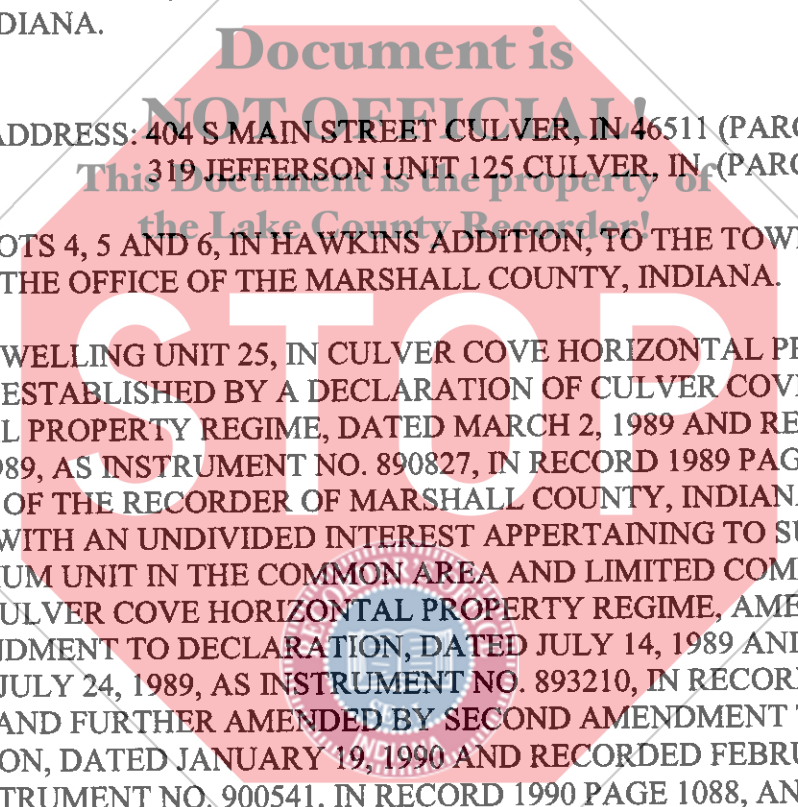 DIANA.
Document is
NOT OFFICIAL!
ADDRESS: 404 S MAIN STREET CULVER, IN 46511 (PARC
This Document is the property of
319 JEFFERSON UNIT 125 CULVER, IN (PARC
the Lake County Recorder!
OTS 4, 5 AND 6, IN HAWKINS ADDITION, TO THE TOW
THE OFFICE OF THE MARSHALL COUNTY, INDIANA.
STOP
WELLING UNIT 25, IN CULVER COVE HORIZONTAL PE
ESTABLISHED BY A DECLARATION OF CULVER COV
L PROPERTY REGIME, DATED MARCH 2, 1989 AND RE
989, AS INSTRUMENT NO. 890827, IN RECORD 1989 PAG
OF THE RECORDER OF MARSHALL COUNTY, INDIANA
WITH AN UNDIVIDED INTEREST APPERTAINING TO SU
UM UNIT IN THE COMMON AREA AND LIMITED COM
ULVER COVE HORIZONTAL PROPERTY REGIME, AME
NDMENT TO DECLARATION, DATED JULY 14, 1989 AND
JULY 24, 1989, AS INSTRUMENT NO. 893210, IN RECOR
SEAL
AND FURTHER AMENDED BY SECOND AMENDMENT
ON, DATED JANUARY 19, 1990 AND RECORDED FEBRU
TRUMENT NO. 900541, IN RECORD 1990 PAGE 1088, AN